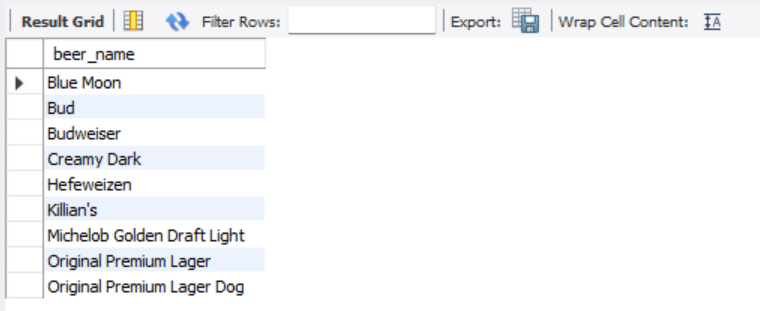 Result Grid Filter Rows: Export: Wrap Cell Content: IA
beer_name
Blue Moon
Bud
Budweiser
Creamy Dark
Hefeweizen
Killian's
Michelob Golden Draft Light
Original Premium Lager
Original Premium Lager Dog